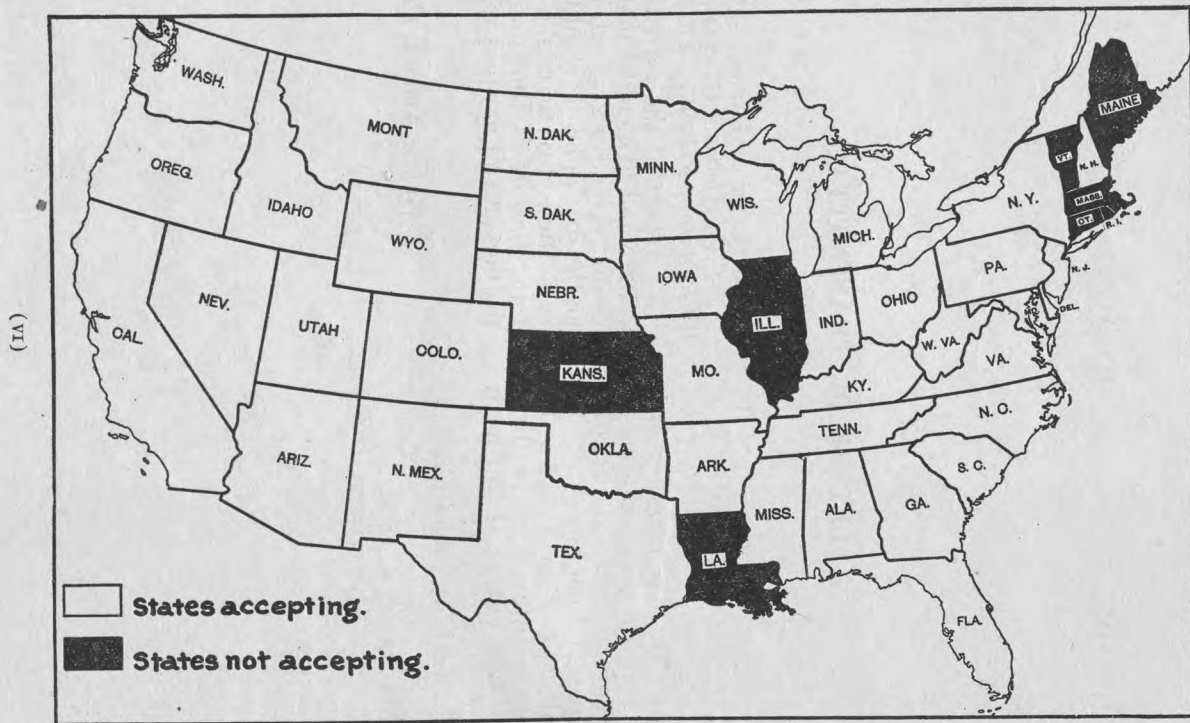 (VI)
WASH.
MONT
N. DAK.
MINN.
MAINE
VT.
N. H.
OREG.
IDAHO
S. DAK.
WIS.
MICH.
N. Y.
MASS.
CT.
R. I.
WYO.
IOWA
PA.
N. J.
NEV.
NEBR.
ILL.
IND.
OHIO
DEL.
CAL
UTAH
COLO.
KANS.
MO.
W. VA.
VA.
KY.
ARIZ.
N. MEX.
OKLA.
ARK.
TENN.
N. C.
S. C.
TEX.
LA.
MISS.
ALA.
GA.
FLA.
States accepting.
States not accepting.